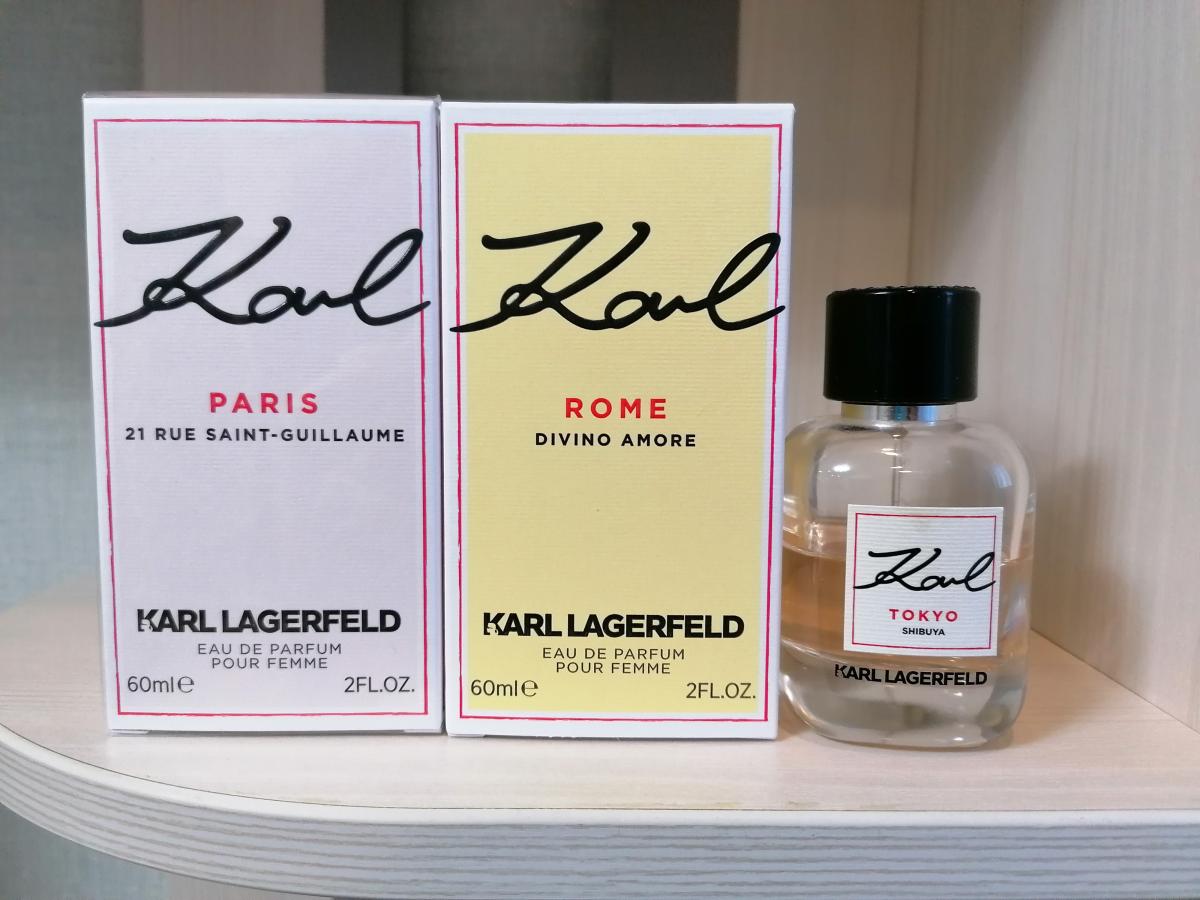 Karl
PARIS
21 RUE SAINT-GUILLAUME
KARL LAGERFELD
EAU DE PARFUM
POUR FEMME
60ml℮ 2FL.OZ.
Karl
ROME
DIVINO AMORE
KARL LAGERFELD
EAU DE PARFUM
POUR FEMME
60ml℮ 2FL.OZ.
Karl
TOKYO
SHIBUYA
KARL LAGERFELD